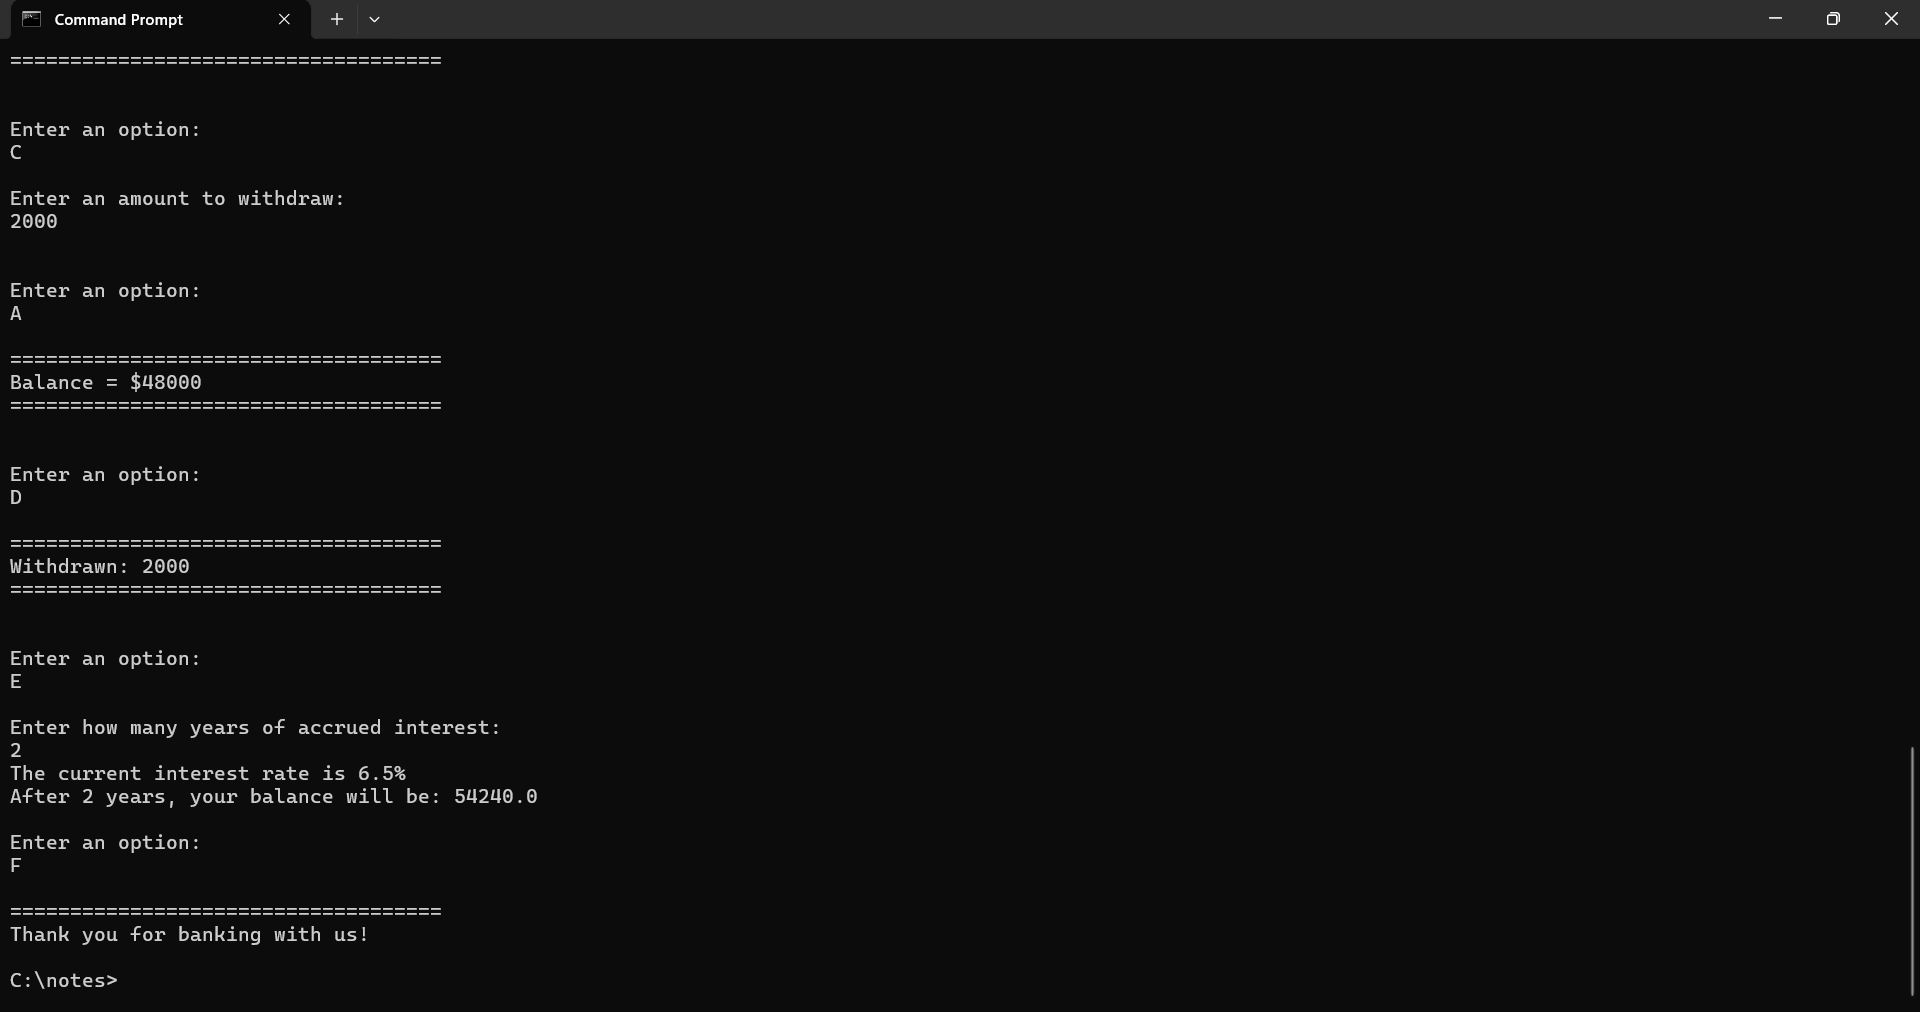 Command Prompt
====================================
Enter an option:
C
Enter an amount to withdraw:
2000
Enter an option:
A
====================================
Balance = $48000
====================================
Enter an option:
D
====================================
Withdrawn: 2000
====================================
Enter an option:
E
Enter how many years of accrued interest:
2
The current interest rate is 6.5%
After 2 years, your balance will be: 54240.0
Enter an option:
F
====================================
Thank you for banking with us!
C:\notes>